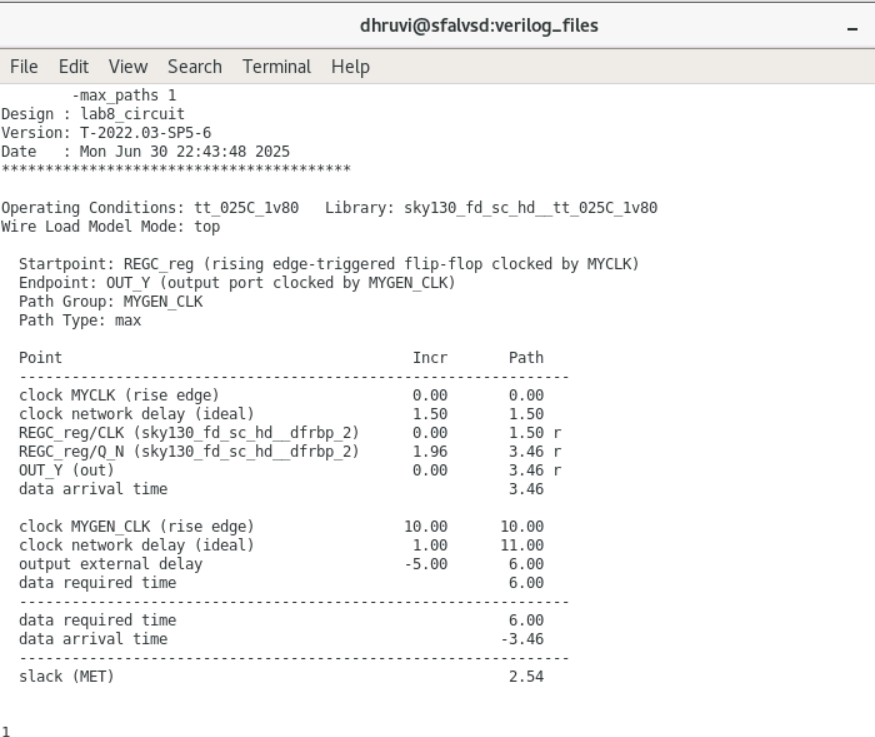 dhruvi@sfalvsd:verilog_files
File Edit View Search Terminal Help
-max_paths 1
Design : lab8_circuit
Version: T-2022.03-SP5-6
Date   : Mon Jun 30 22:43:48 2025
****************************************
Operating Conditions: tt_025C_1v80   Library: sky130_fd_sc_hd__tt_025C_1v80
Wire Load Model Mode: top
Startpoint: REGC_reg (rising edge-triggered flip-flop clocked by MYCLK)
Endpoint: OUT_Y (output port clocked by MYGEN_CLK)
Path Group: MYGEN_CLK
Path Type: max
Point                                        Incr       Path
---------------------------------------------------------------
clock MYCLK (rise edge)                      0.00       0.00
clock network delay (ideal)                  1.50       1.50
REGC_reg/CLK (sky130_fd_sc_hd__dfrbp_2)      0.00       1.50 r
REGC_reg/Q_N (sky130_fd_sc_hd__dfrbp_2)      1.96       3.46 r
OUT_Y (out)                                  0.00       3.46 r
data arrival time                                       3.46
clock MYGEN_CLK (rise edge)                 10.00      10.00
clock network delay (ideal)                  1.00      11.00
output external delay                       -5.00       6.00
data required time                                      6.00
---------------------------------------------------------------
data required time                                      6.00
data arrival time                                      -3.46
---------------------------------------------------------------
slack (MET)                                             2.54
1